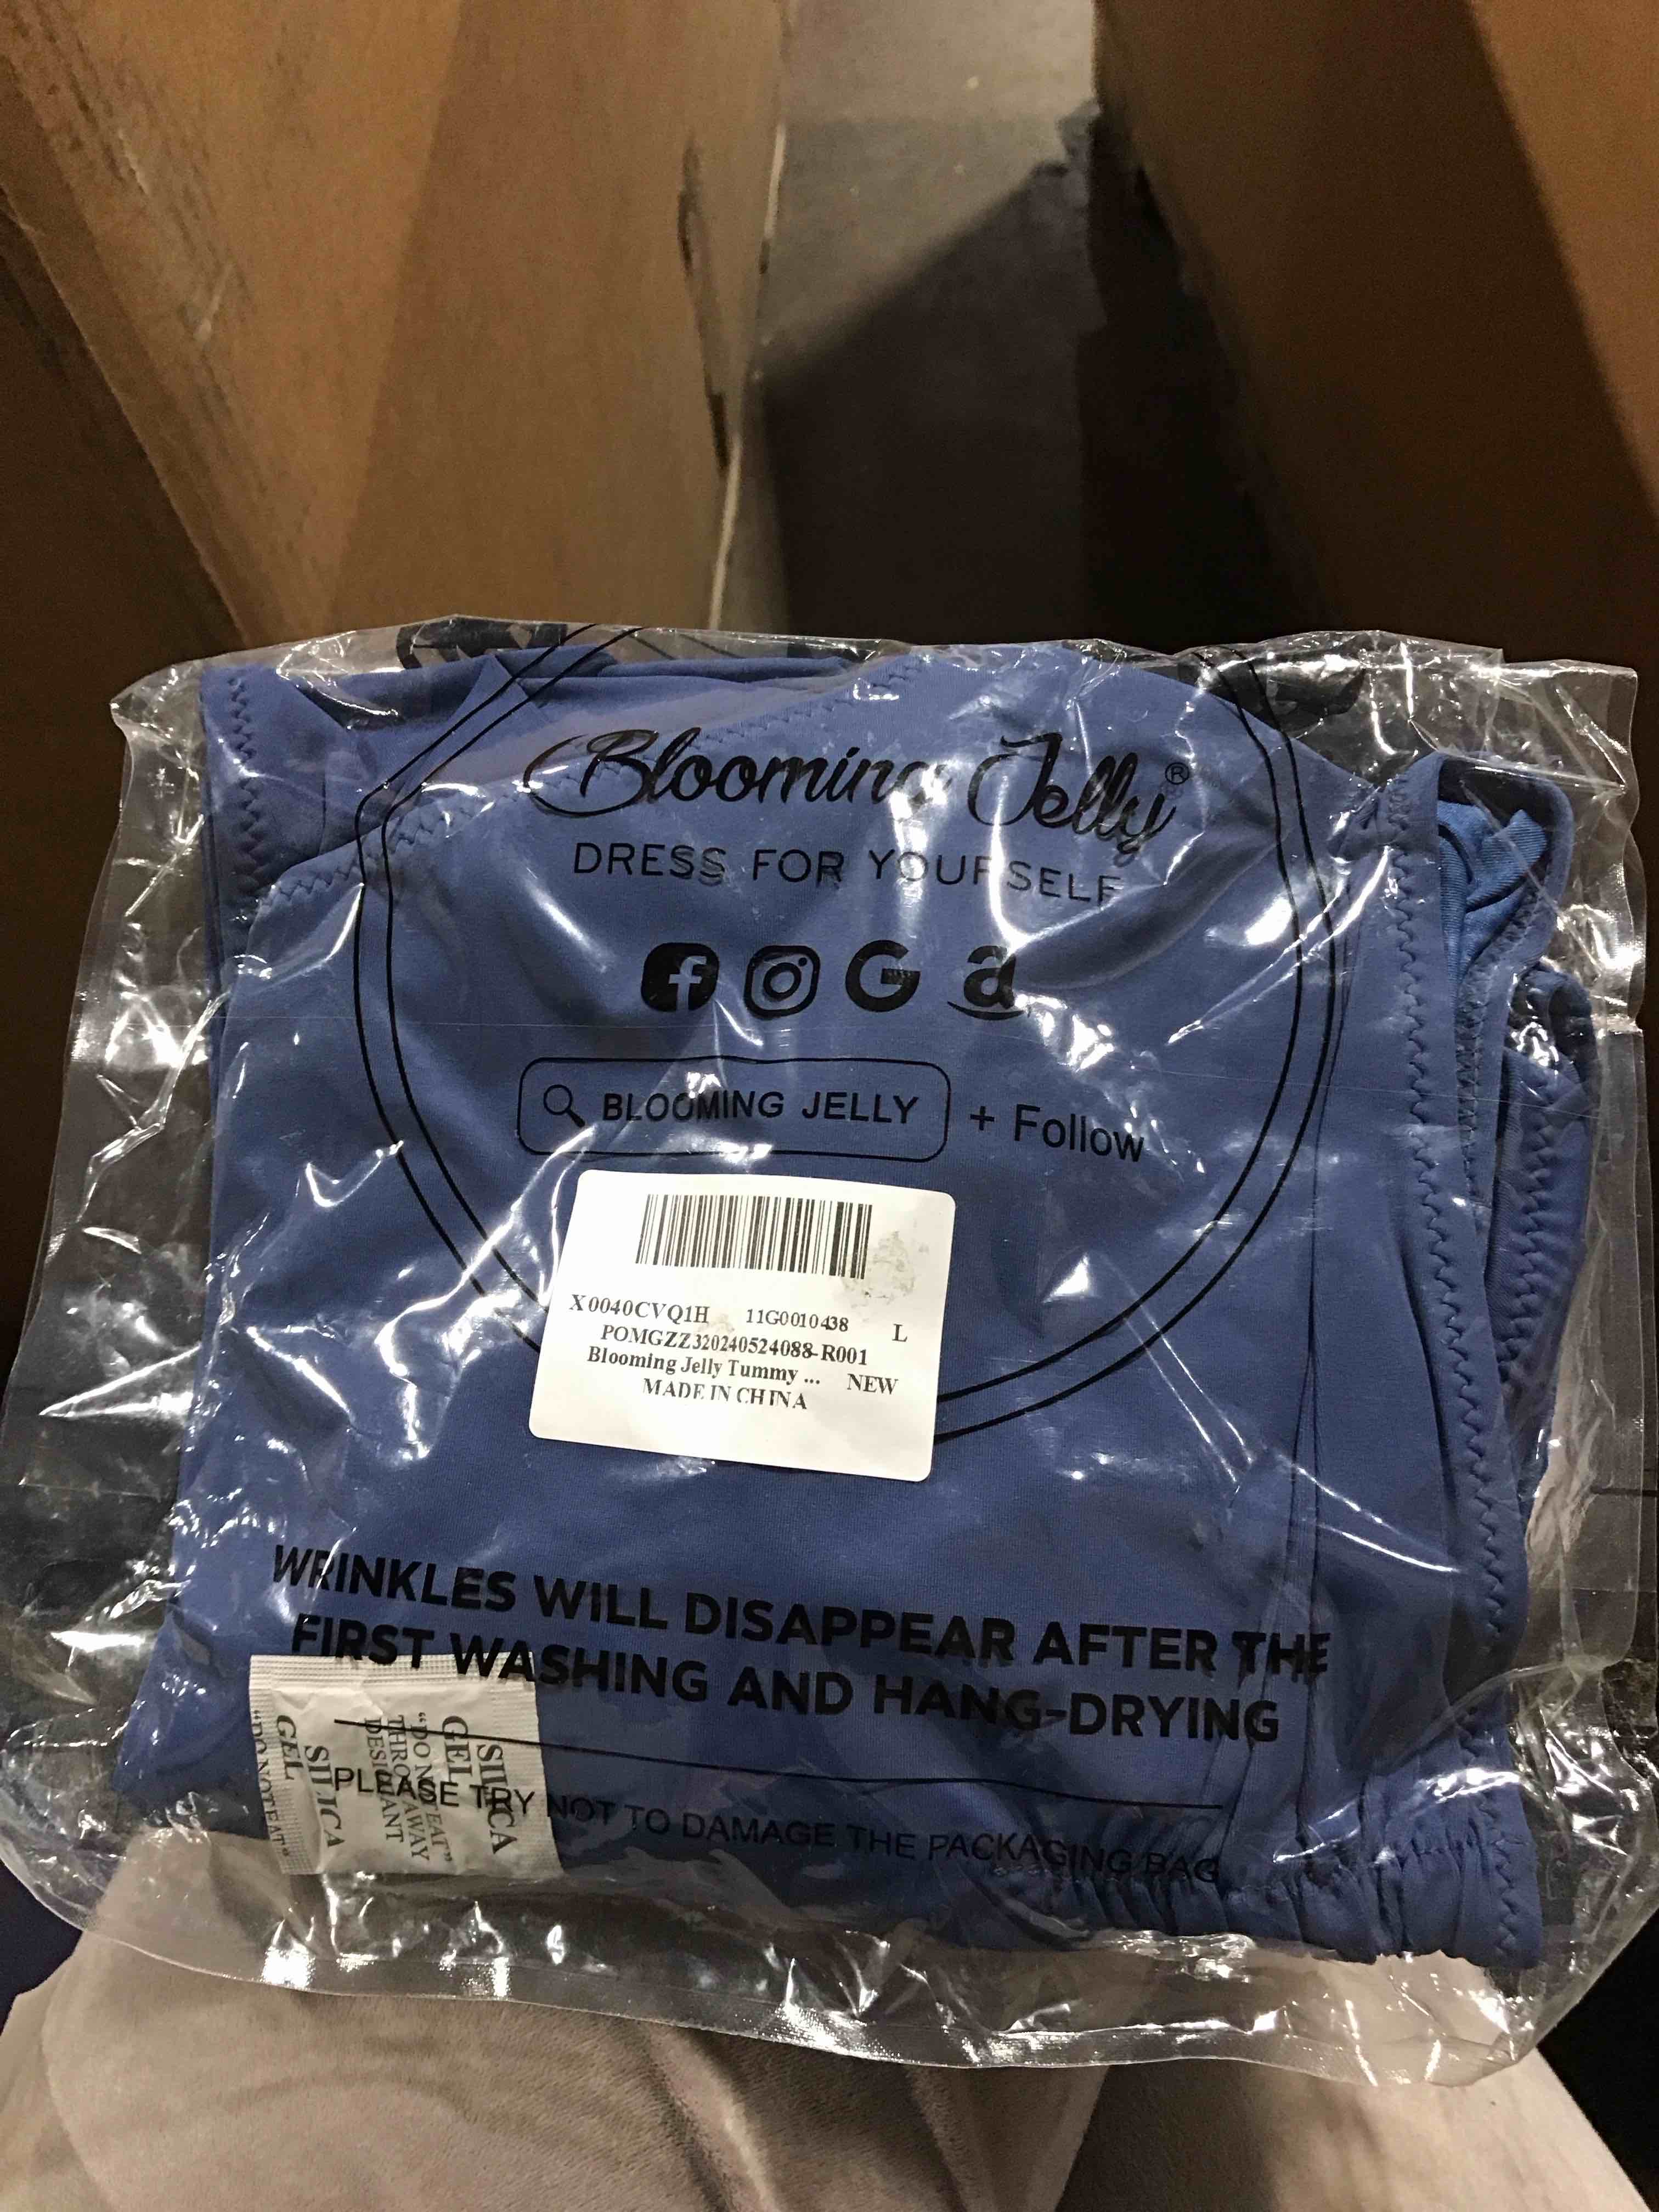 Blooming Jelly®
DRESS FOR YOURSELF
f G a
BLOOMING JELLY + Follow
X0040CVQ1H 11G0010438 L
POMGZZ320240524088-R001
Blooming Jelly Tummy ... NEW
MADE IN CHINA
WRINKLES WILL DISAPPEAR AFTER THE
FIRST WASHING AND HANG-DRYING
PLEASE TRY NOT TO DAMAGE THE PACKAGING BAG
SILICA
GEL
"DO NOT EAT"
THROW AWAY
DESICCANT
SILICA
GEL
"DO NOT EAT"